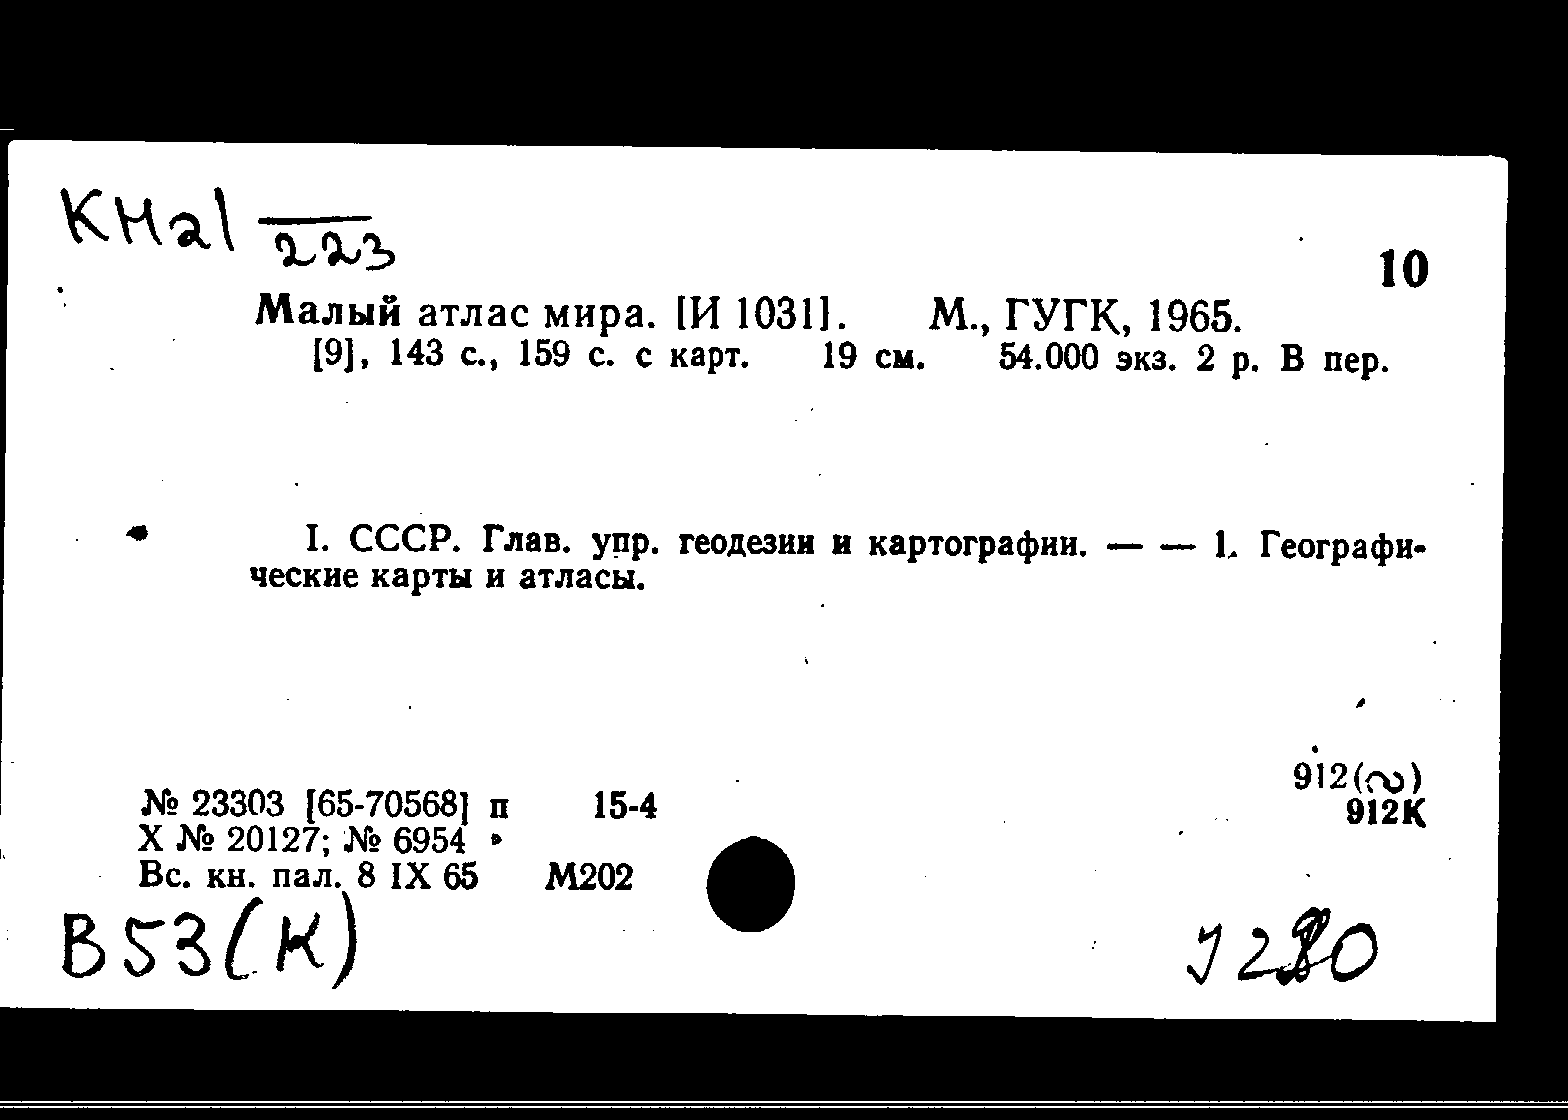 КН21 223
10
Малый атлас мира. [И 1031]. М., ГУГК, 1965.
[9], 143 с., 159 с. с карт. 19 см. 54.000 экз. 2 р. В пер.
I. СССР. Глав. упр. геодезии и картографии. — — 1. Географи-
ческие карты и атласы.
912(∾)
№ 23303 [65-70568] п 15-4
912К
Х № 20127; № 6954
Вс. кн. пал. 8 IX 65 М202
В53(К)